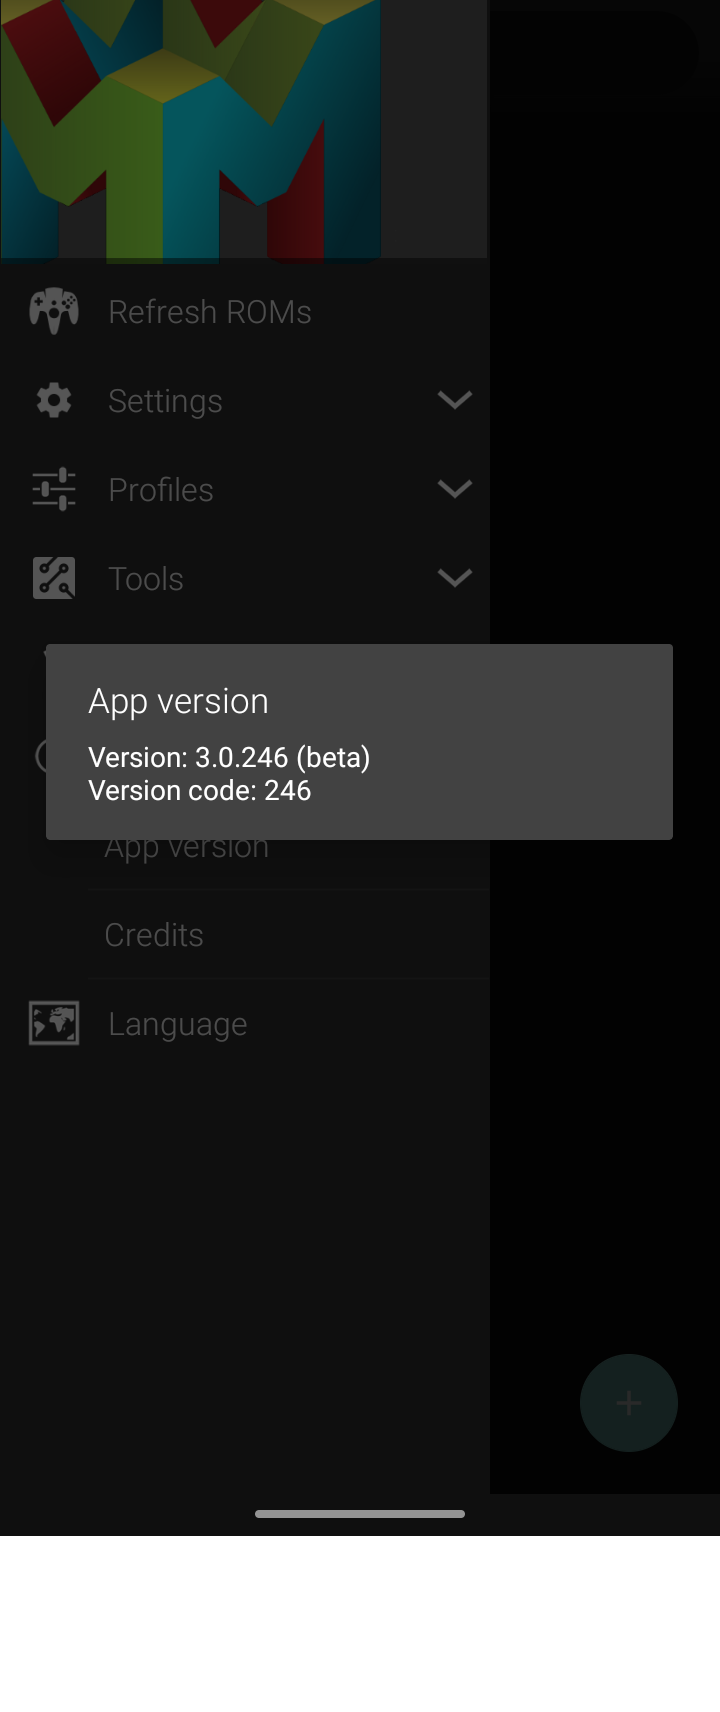 Refresh ROMs
Settings
Profiles
Tools
App version
Version: 3.0.246 (beta)
Version code: 246
App version
Credits
Language